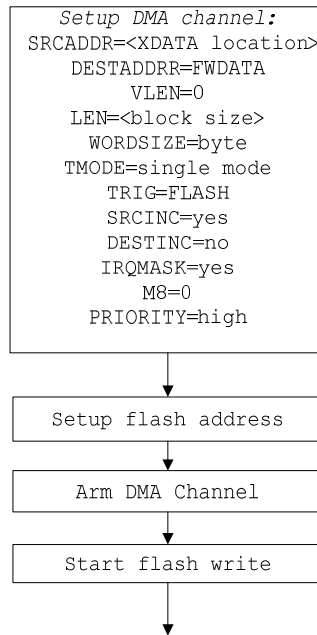 Setup DMA channel:
SRCADDR=<XDATA location>
DESTADDRR=FWDATA
VLEN=0
LEN=<block size>
WORDSIZE=byte
TMODE=single mode
TRIG=FLASH
SRCINC=yes
DESTINC=no
IRQMASK=yes
M8=0
PRIORITY=high
Setup flash address
Arm DMA Channel
Start flash write